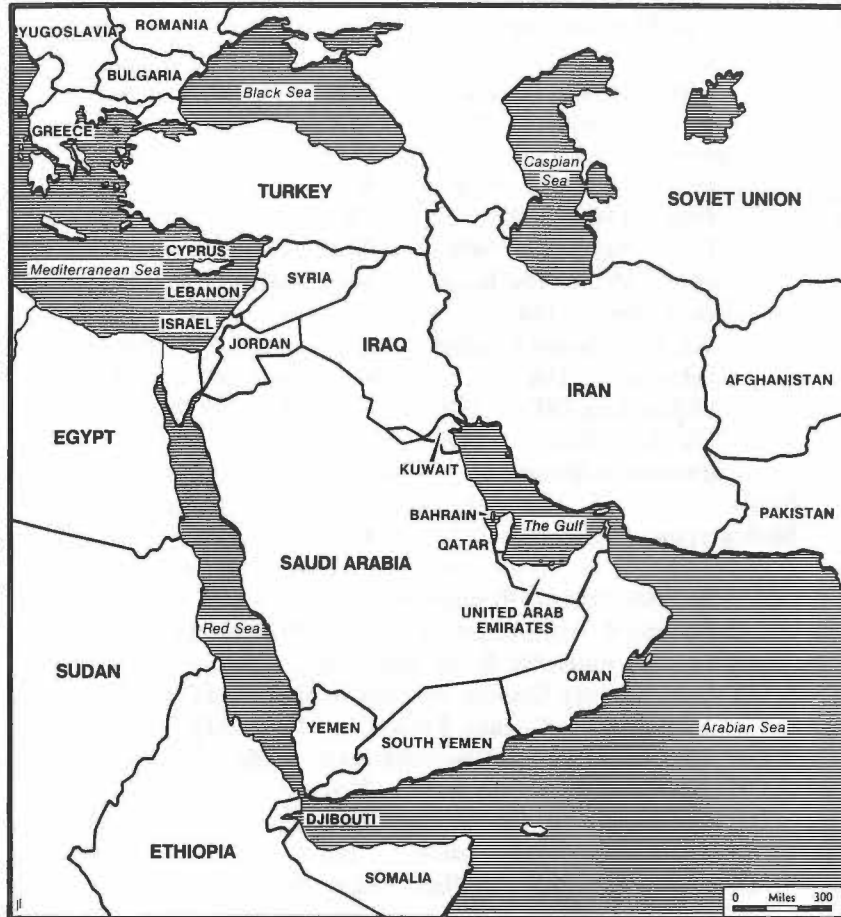 YUGOSLAVIA
ROMANIA
BULGARIA
Black Sea
GREECE
Caspian
Sea
TURKEY
SOVIET UNION
CYPRUS
Mediterranean Sea
SYRIA
LEBANON
ISRAEL
JORDAN
IRAQ
IRAN
AFGHANISTAN
EGYPT
KUWAIT
BAHRAIN
The Gulf
PAKISTAN
QATAR
SAUDI ARABIA
UNITED ARAB
EMIRATES
Red Sea
SUDAN
OMAN
YEMEN
SOUTH YEMEN
Arabian Sea
DJIBOUTI
ETHIOPIA
SOMALIA
0 Miles 300